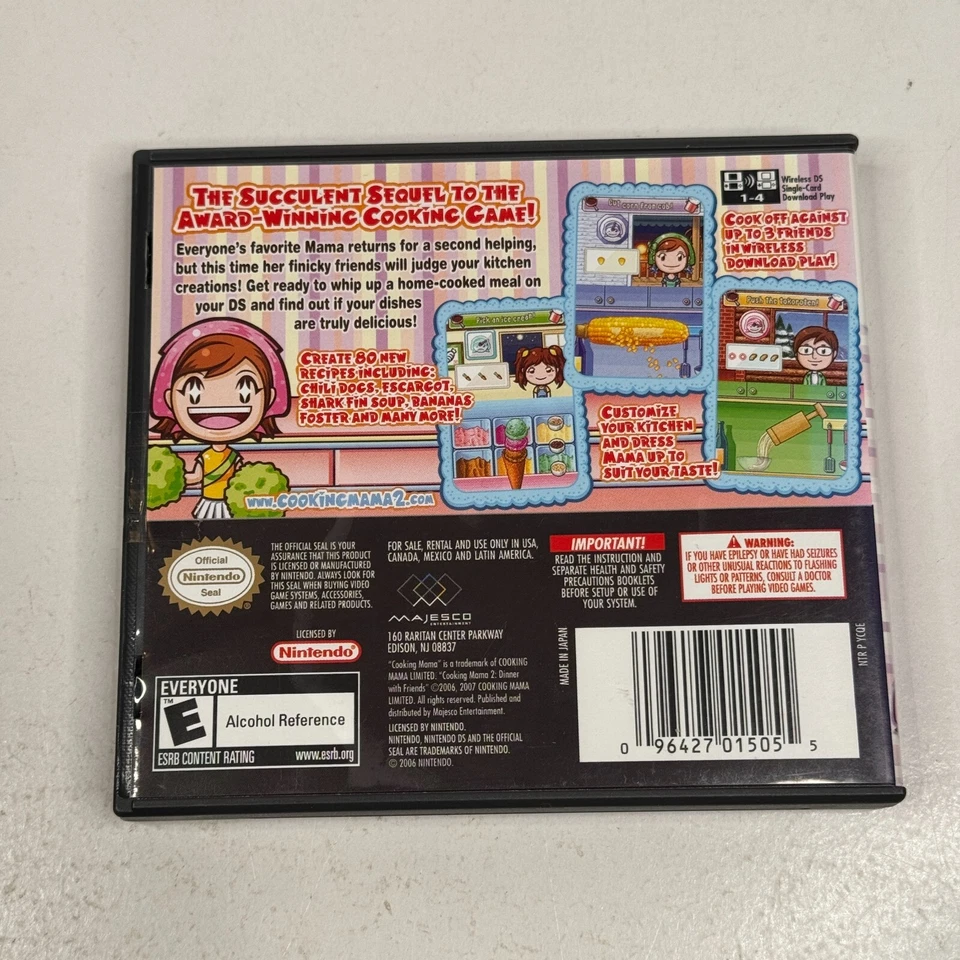 THE SUCCULENT SEQUEL TO THE
AWARD-WINNING COOKING GAME!
Everyone's favorite Mama returns for a second helping,
but this time her finicky friends will judge your kitchen
creations! Get ready to whip up a home-cooked meal on
your DS and find out if your dishes
are truly delicious!
CREATE 80 NEW
RECIPES INCLUDING:
CHILI DOGS, ESCARGOT,
SHARK FIN SOUP, BANANAS
FOSTER AND MANY MORE!
www.COOKINGMAMA2.com
Pick an ice cream!
Cut corn from cob!
Wireless DS
Single-Card
Download Play
1-4
COOK OFF AGAINST
UP TO 3 FRIENDS
IN WIRELESS
DOWNLOAD PLAY!
Push the tokoroten!
CUSTOMIZE
YOUR KITCHEN
AND DRESS
MAMA UP TO
SUIT YOUR TASTE!
Official
Nintendo
Seal
THE OFFICIAL SEAL IS YOUR
ASSURANCE THAT THIS PRODUCT
IS LICENSED OR MANUFACTURED
BY NINTENDO. ALWAYS LOOK FOR
THIS SEAL WHEN BUYING VIDEO
GAME SYSTEMS, ACCESSORIES,
GAMES AND RELATED PRODUCTS.
LICENSED BY
Nintendo
EVERYONE
E
Alcohol Reference
ESRB CONTENT RATING www.esrb.org
FOR SALE, RENTAL AND USE ONLY IN USA,
CANADA, MEXICO AND LATIN AMERICA.
MAJESCO
ENTERTAINMENT
160 RARITAN CENTER PARKWAY
EDISON, NJ 08837
"Cooking Mama" is a trademark of COOKING
MAMA LIMITED. "Cooking Mama 2: Dinner
with Friends" ©2006, 2007 COOKING MAMA
LIMITED. All rights reserved. Published and
distributed by Majesco Entertainment.
LICENSED BY NINTENDO.
NINTENDO, NINTENDO DS AND THE OFFICIAL
SEAL ARE TRADEMARKS OF NINTENDO.
© 2006 NINTENDO.
IMPORTANT!
READ THE INSTRUCTION AND
SEPARATE HEALTH AND SAFETY
PRECAUTIONS BOOKLETS
BEFORE SETUP OR USE OF
YOUR SYSTEM.
WARNING:
IF YOU HAVE EPILEPSY OR HAVE HAD SEIZURES
OR OTHER UNUSUAL REACTIONS TO FLASHING
LIGHTS OR PATTERNS, CONSULT A DOCTOR
BEFORE PLAYING VIDEO GAMES.
MADE IN JAPAN
0 96427 01505 5
NTR P YCQE